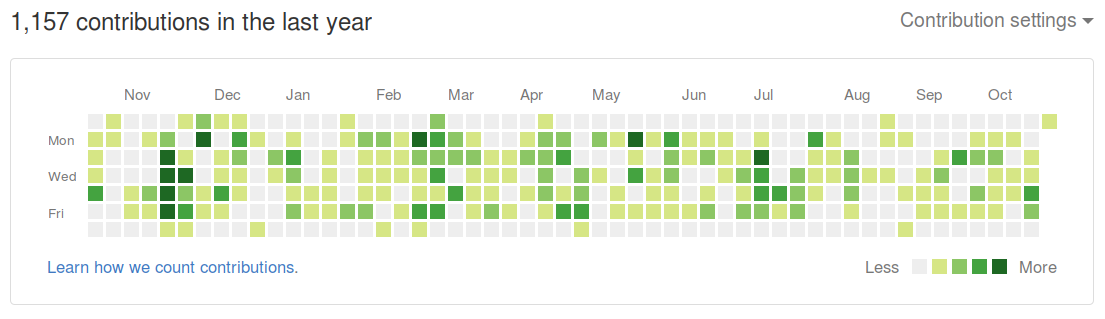 1,157 contributions in the last year
Contribution settings
Nov Dec Jan Feb Mar Apr May Jun Jul Aug Sep Oct
Mon
Wed
Fri
Learn how we count contributions.
Less More